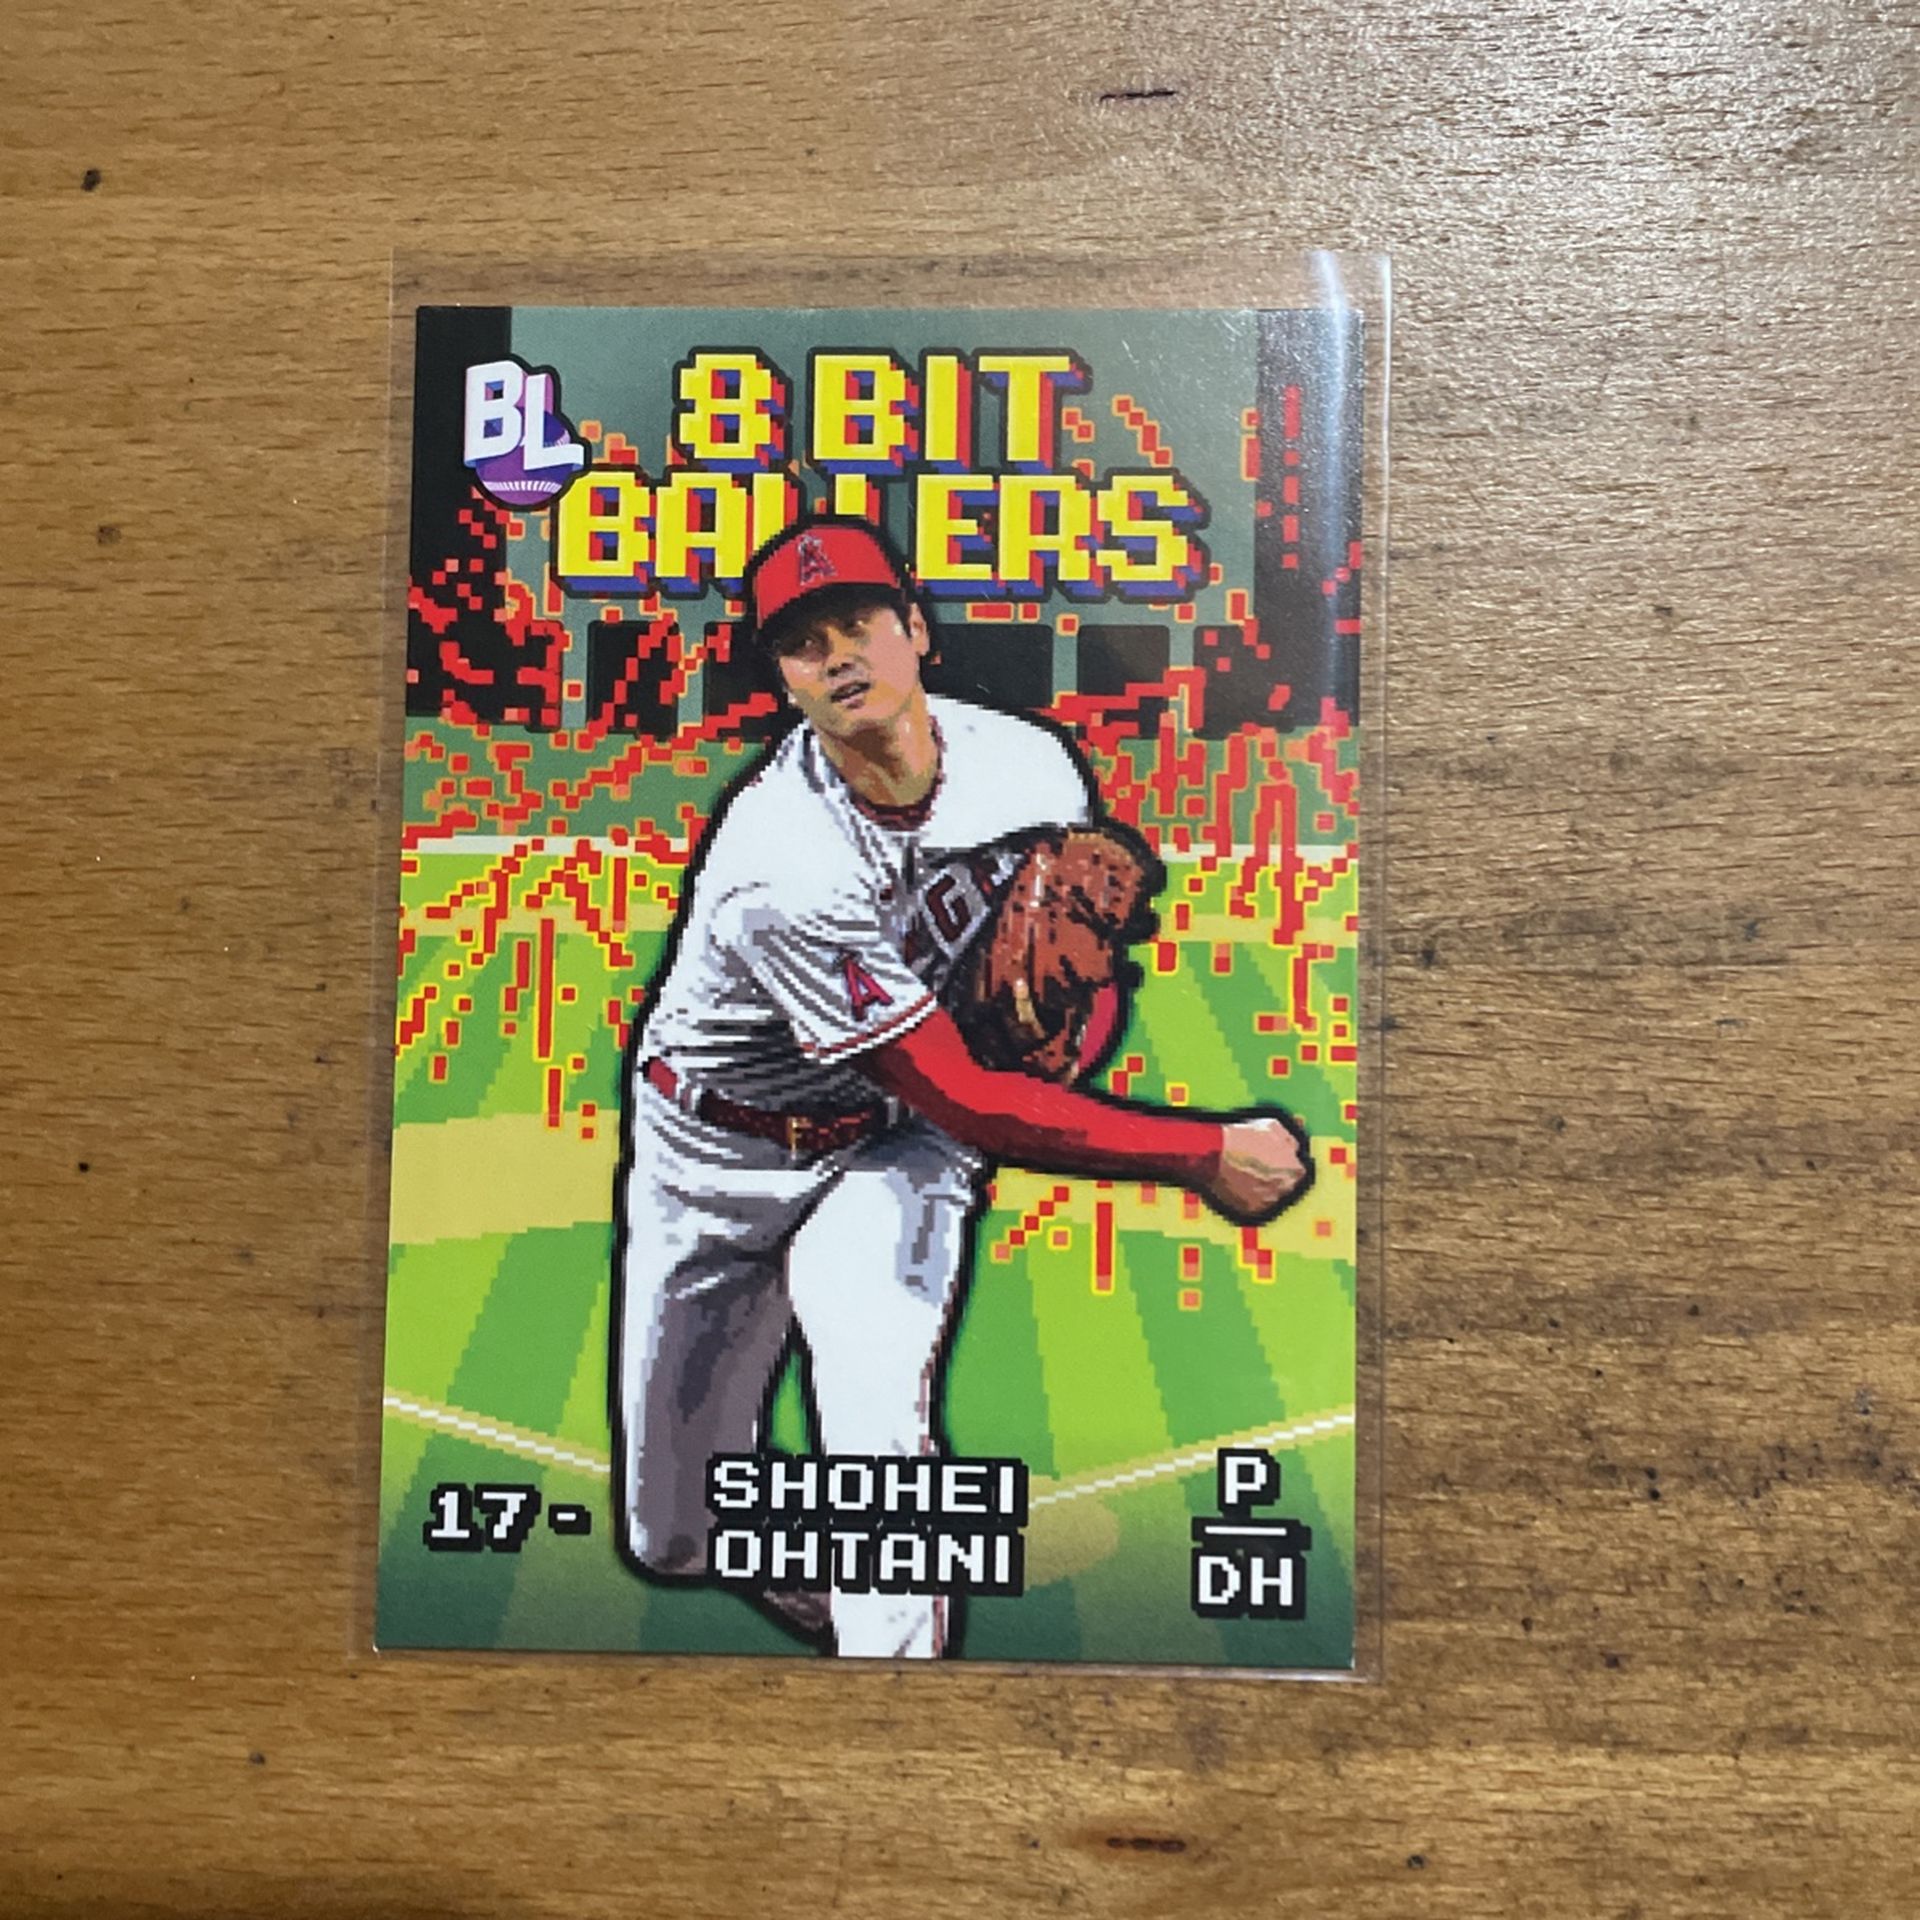 BL
8 BIT
BALLERS
A
G
A
17-
SHOHEI
OHTANI
P
DH